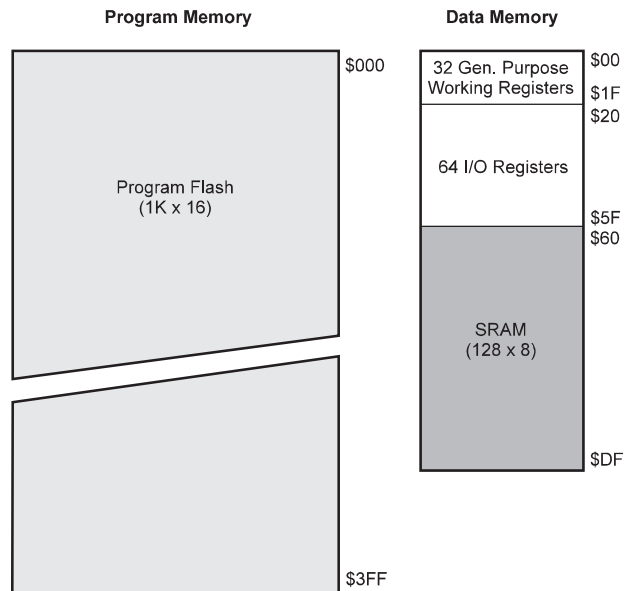 Program Memory
$000
Program Flash
(1K x 16)
$3FF
Data Memory
32 Gen. Purpose
Working Registers
$00
$1F
$20
64 I/O Registers
$5F
$60
SRAM
(128 x 8)
$DF